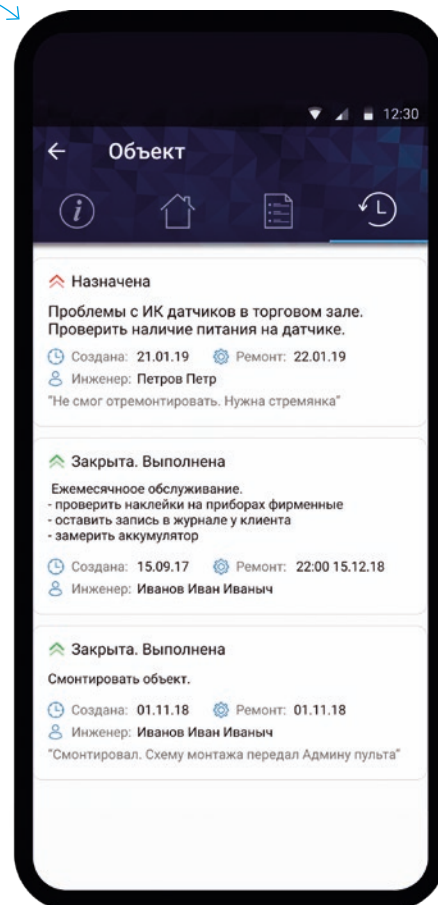 12:30
Объект
Назначена
Проблемы с ИК датчиков в торговом зале.
Проверить наличие питания на датчике.
Создана: 21.01.19 Ремонт: 22.01.19
Инженер: Петров Петр
"Не смог отремонтировать. Нужна стремянка"
Закрыта. Выполнена
Ежемесячноое обслуживание.
- проверить наклейки на приборах фирменные
- оставить запись в журнале у клиента
- замерить аккумулятор
Создана: 15.09.17 Ремонт: 22:00 15.12.18
Инженер: Иванов Иван Иваныч
Закрыта. Выполнена
Смонтировать объект.
Создана: 01.11.18 Ремонт: 01.11.18
Инженер: Иванов Иван Иваныч
"Смонтировал. Схему монтажа передал Админу пульта"